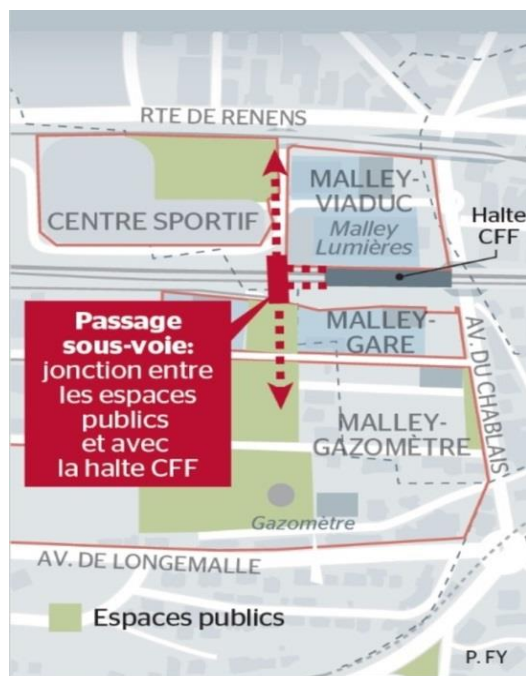 RTE DE RENENS
CENTRE SPORTIF
MALLEY-
VIADUC
Malley
Lumières
Halte
CFF
Passage
sous-voie:
jonction entre
les espaces
publics
et avec
la halte CFF
MALLEY-
GARE
AV. DU CHABLAIS
MALLEY-
GAZOMÈTRE
Gazomètre
AV. DE LONGEMALLE
Espaces publics
P. FY